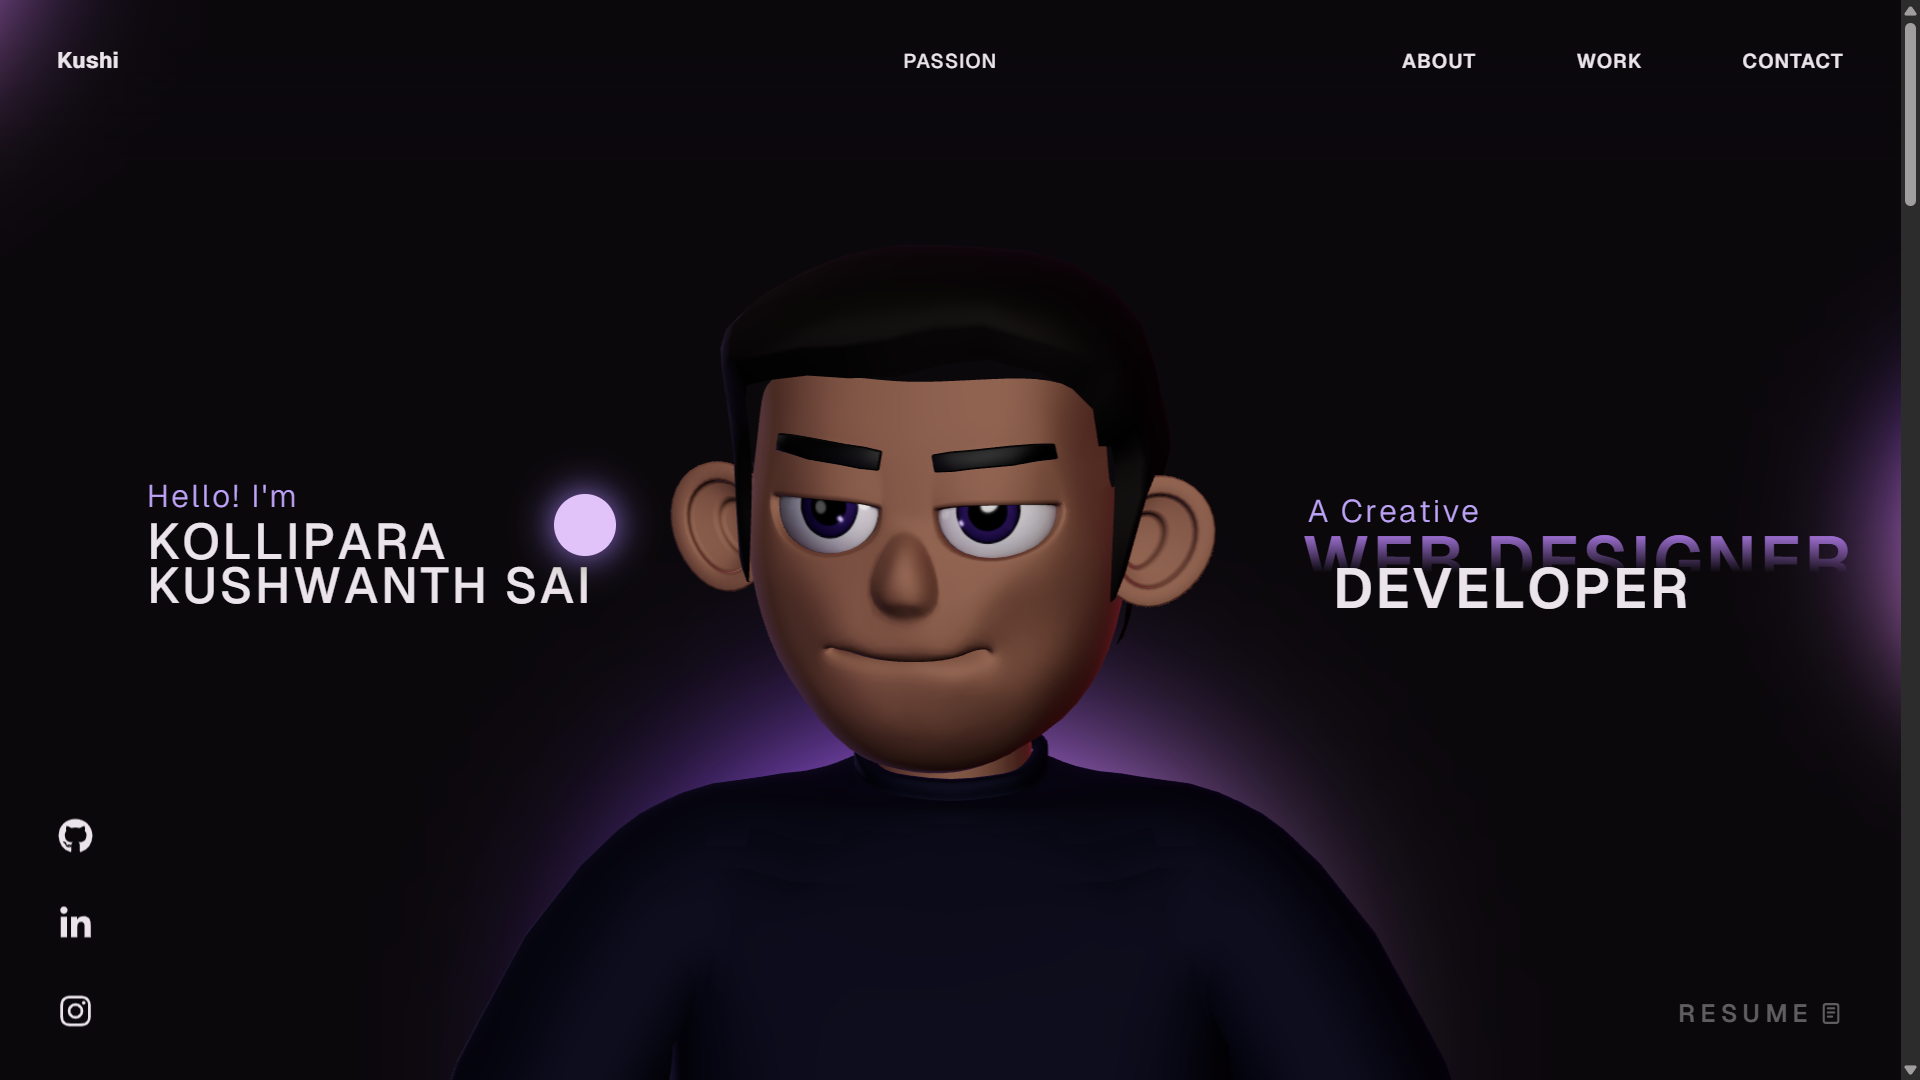 Kushi
PASSION
ABOUT
WORK
CONTACT
Hello! I'm
KOLLIPARA
KUSHWANTH SAI
A Creative
WEB DESIGNER
DEVELOPER
RESUME